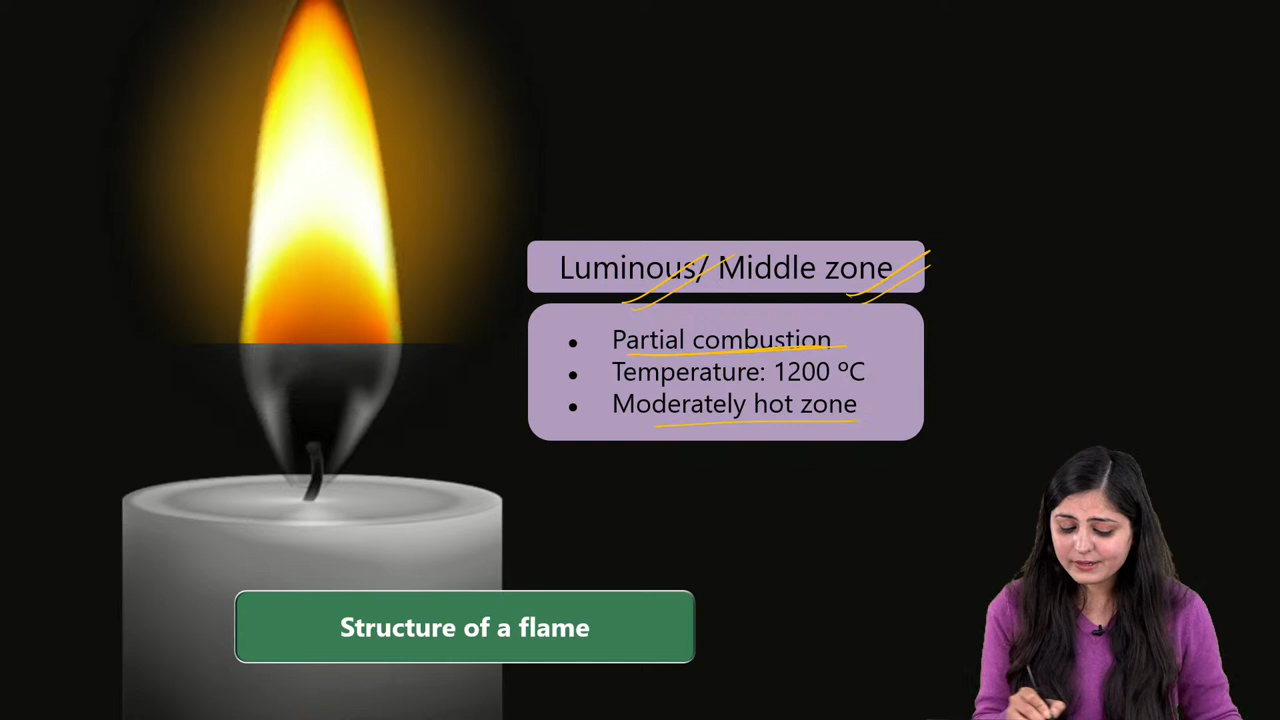 Luminous/ Middle zone
• Partial combustion
• Temperature: 1200 ºC
• Moderately hot zone
Structure of a flame